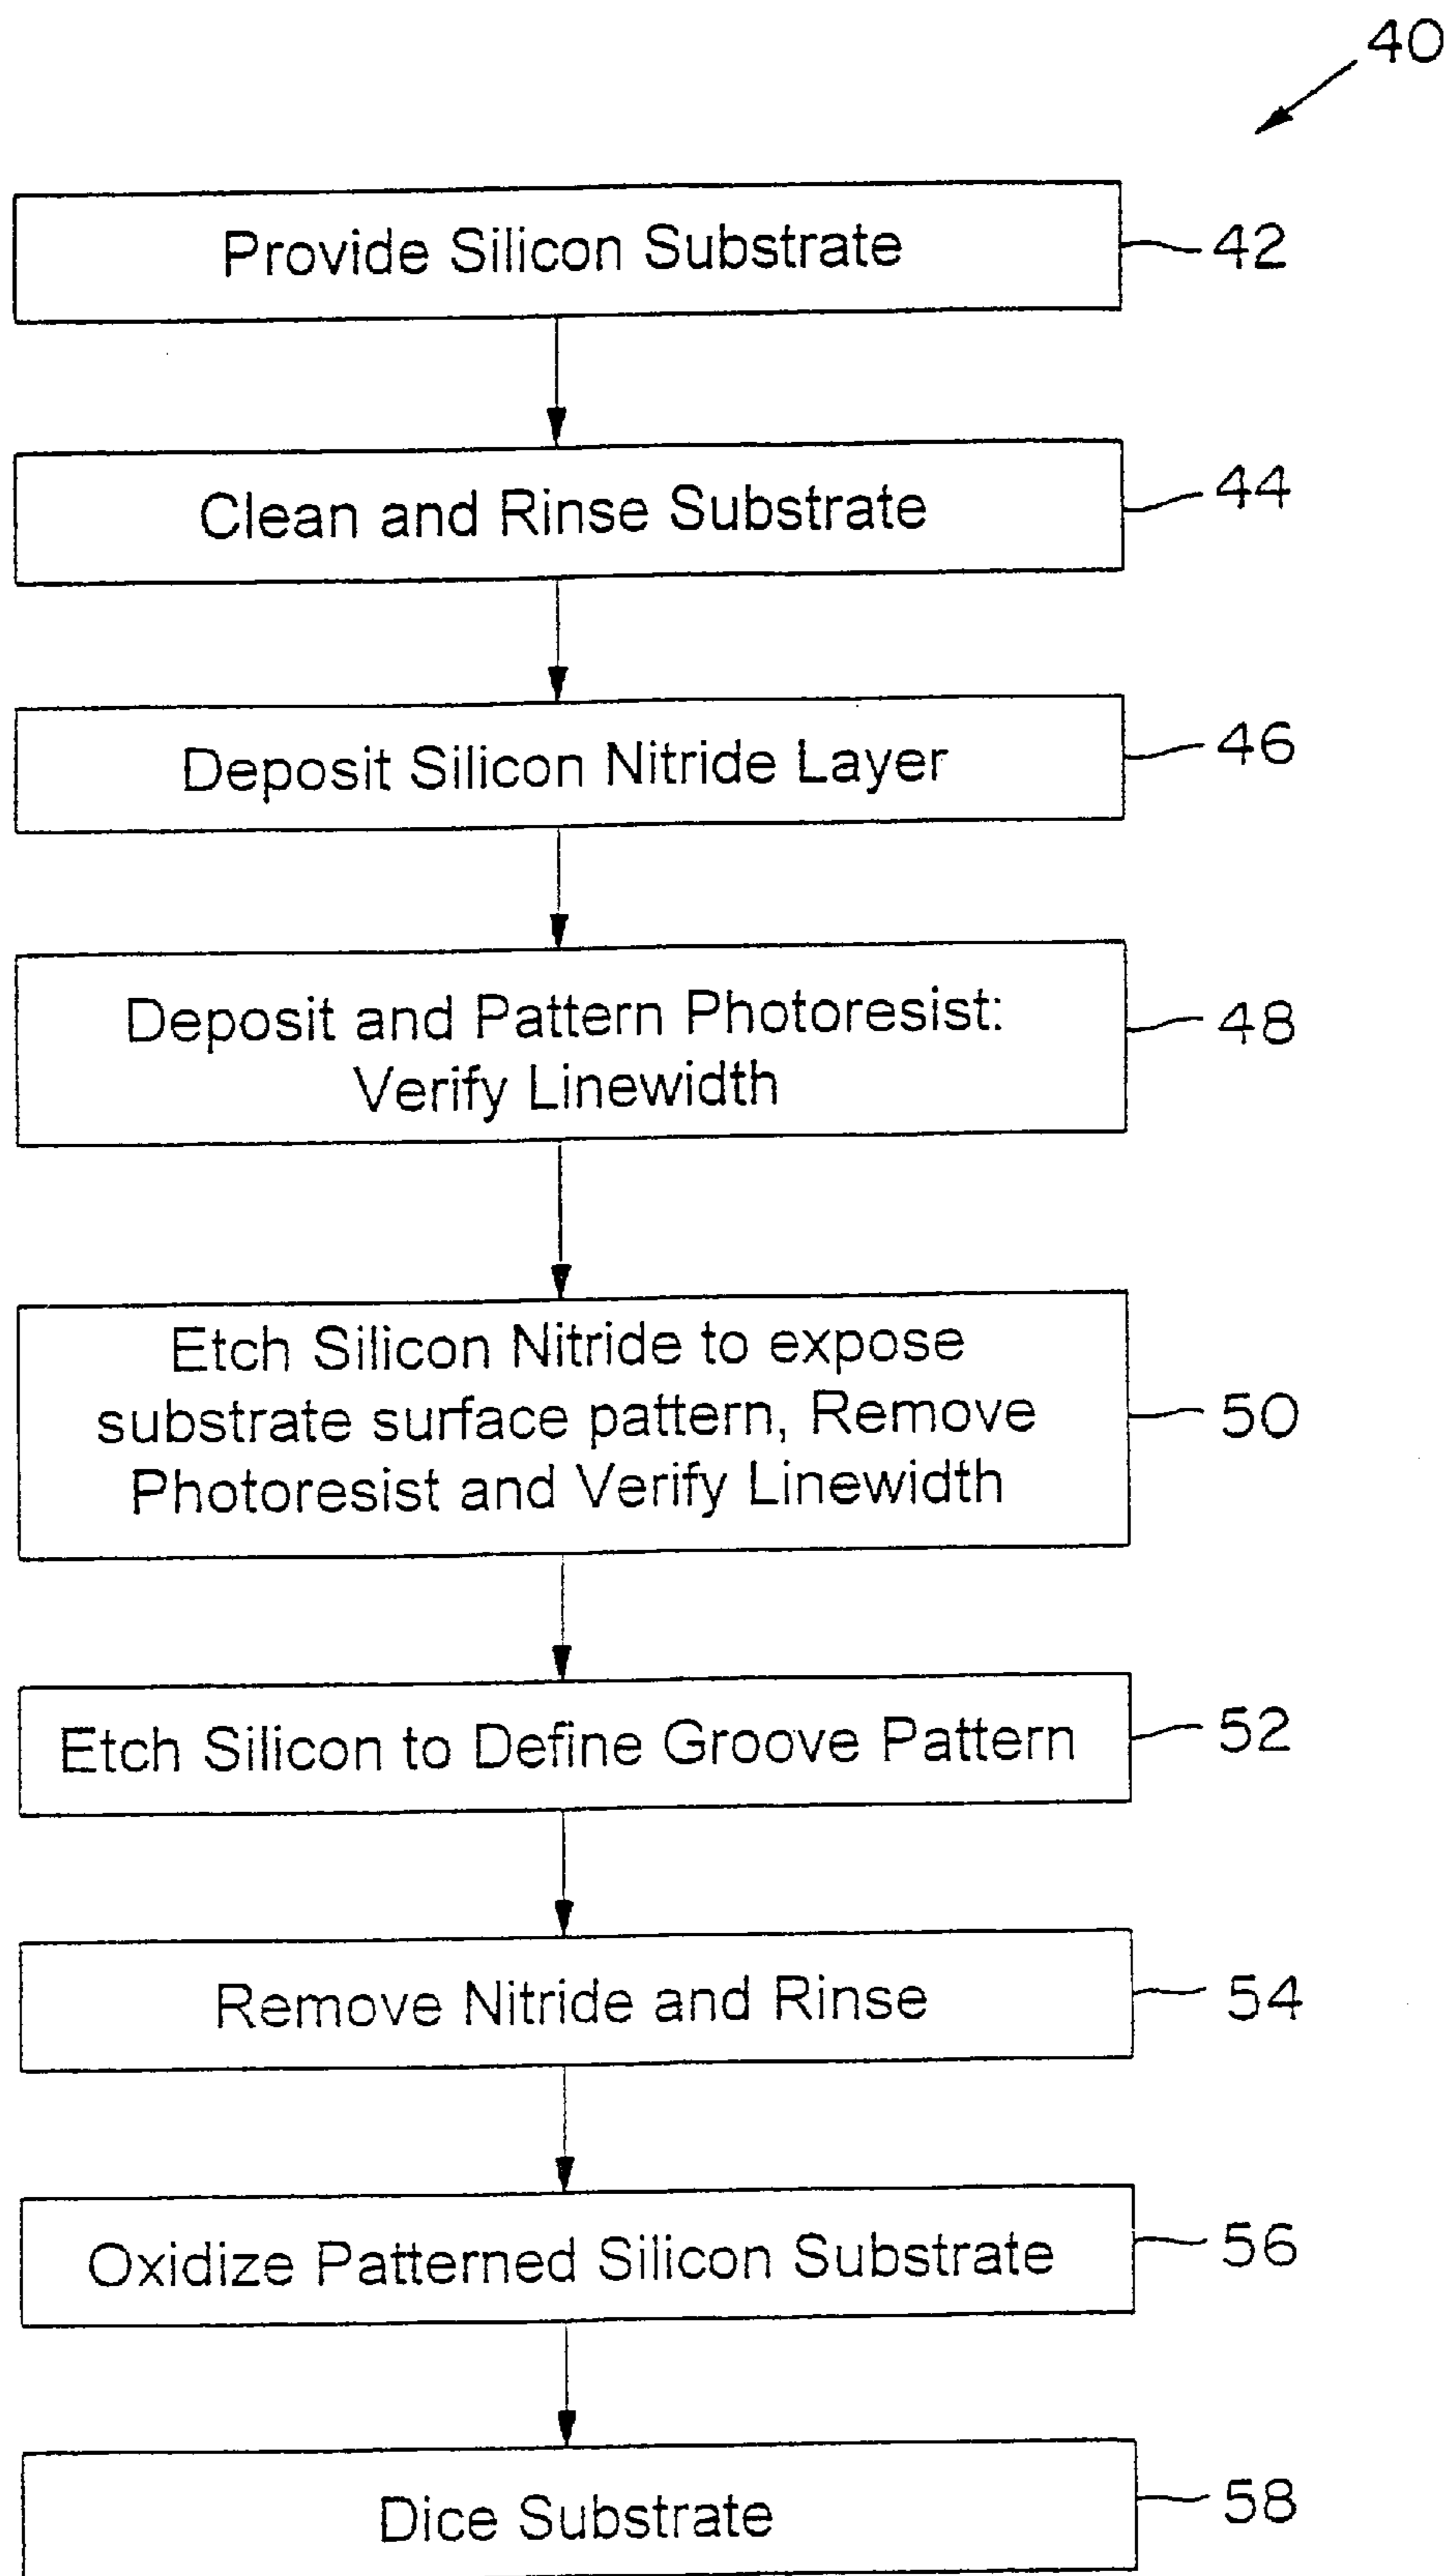 40
Provide Silicon Substrate
42
Clean and Rinse Substrate
44
Deposit Silicon Nitride Layer
46
Deposit and Pattern Photoresist:
Verify Linewidth
48
Etch Silicon Nitride to expose
substrate surface pattern, Remove
Photoresist and Verify Linewidth
50
Etch Silicon to Define Groove Pattern
52
Remove Nitride and Rinse
54
Oxidize Patterned Silicon Substrate
56
Dice Substrate
58